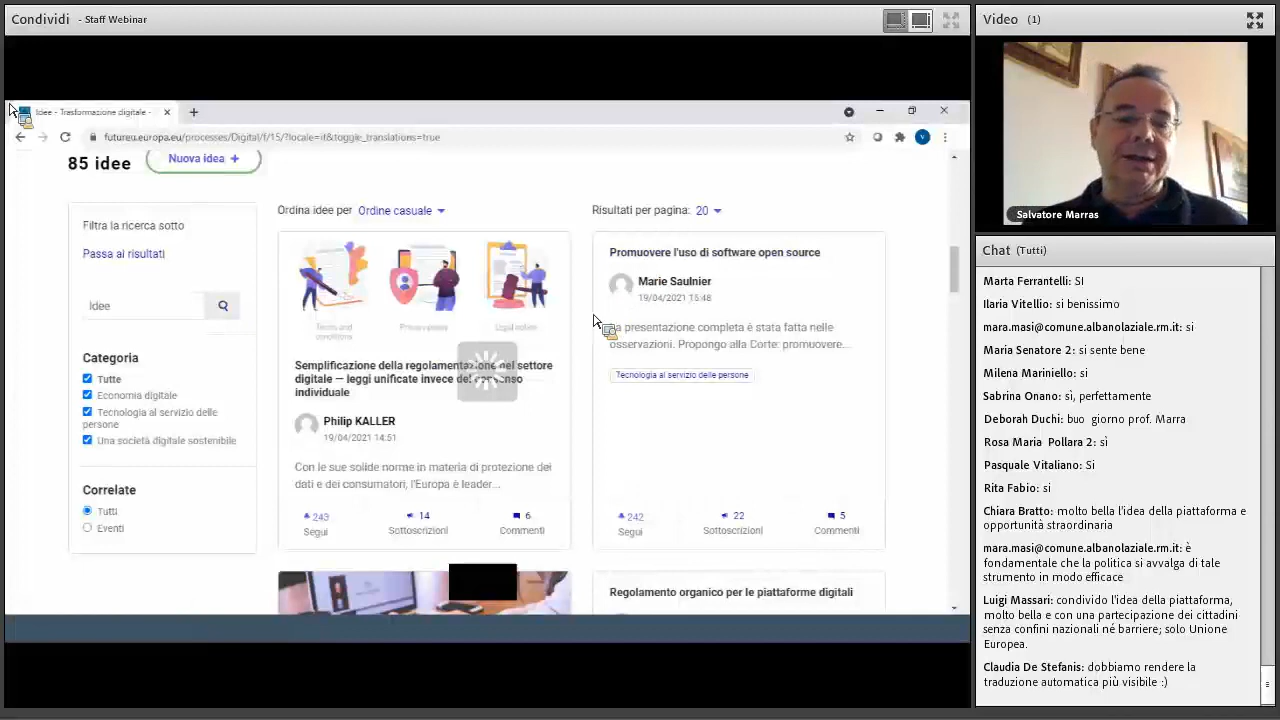 Condividi - Staff Webinar
Idee - Trasformazione digitale -
futureu.europa.eu/processes/Digital/f/15/?locale=it&toggle_translations=true
85 idee
Nuova idea +
Filtra la ricerca sotto
Passa ai risultati
Idee
Categoria
Tutte
Economia digitale
Tecnologia al servizio delle
persone
Una società digitale sostenibile
Correlate
Tutti
Eventi
Ordina idee per Ordine casuale
Risultati per pagina: 20
Terms and
conditions
Privacy policy
Legal notice
Semplificazione della regolamentazione nel settore
digitale — leggi unificate invece del consenso
individuale
Philip KALLER
19/04/2021 14:51
Con le sue solide norme in materia di protezione dei
dati e dei consumatori, l'Europa è leader...
243
Segui
14
Sottoscrizioni
6
Commenti
Promuovere l'uso di software open source
Marie Saulnier
19/04/2021 15:48
La presentazione completa è stata fatta nelle
osservazioni. Propongo alla Corte: promuovere...
Tecnologia al servizio delle persone
242
Segui
22
Sottoscrizioni
5
Commenti
Regolamento organico per le piattaforme digitali
Video (1)
Salvatore Marras
Chat (Tutti)
Marta Ferrantelli: SI
Ilaria Vitellio: si benissimo
mara.masi@comune.albanolaziale.rm.it: si
Maria Senatore 2: si sente bene
Milena Mariniello: si
Sabrina Onano: sì, perfettamente
Deborah Duchi: buo giorno prof. Marra
Rosa Maria Pollara 2: sì
Pasquale Vitaliano: Si
Rita Fabio: si
Chiara Bratto: molto bella l'idea della piattaforma e
opportunità straordinaria
mara.masi@comune.albanolaziale.rm.it: è
fondamentale che la politica si avvalga di tale
strumento in modo efficace
Luigi Massari: condivido l'idea della piattaforma,
molto bella e con una partecipazione dei cittadini
senza confini nazionali né barriere; solo Unione
Europea.
Claudia De Stefanis: dobbiamo rendere la
traduzione automatica più visibile :)